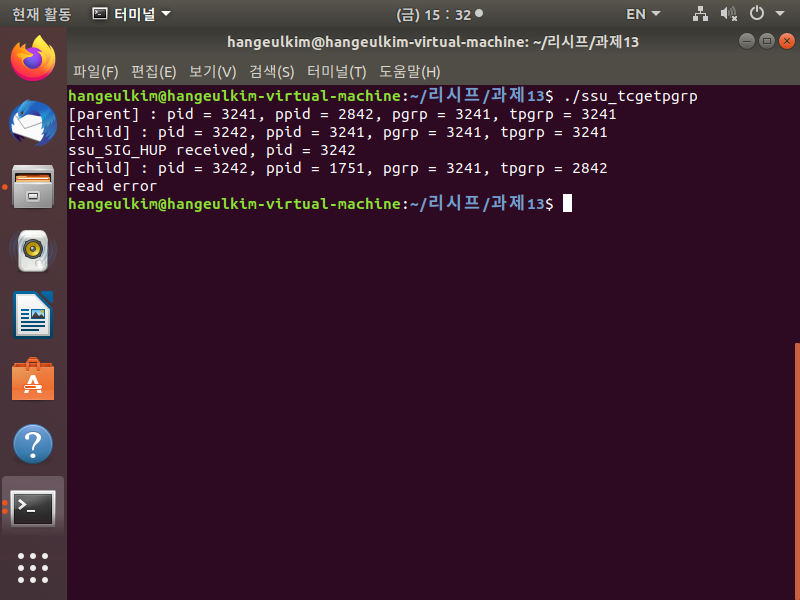 현재 활동 터미널 (금) 15 : 32 EN
hangeulkim@hangeulkim-virtual-machine: ~/리시프/과제13
파일(F) 편집(E) 보기(V) 검색(S) 터미널(T) 도움말(H)
hangeulkim@hangeulkim-virtual-machine:~/리시프/과제13$ ./ssu_tcgetpgrp
[parent] : pid = 3241, ppid = 2842, pgrp = 3241, tpgrp = 3241
[child] : pid = 3242, ppid = 3241, pgrp = 3241, tpgrp = 3241
ssu_SIG_HUP received, pid = 3242
[child] : pid = 3242, ppid = 1751, pgrp = 3241, tpgrp = 2842
read error
hangeulkim@hangeulkim-virtual-machine:~/리시프/과제13$